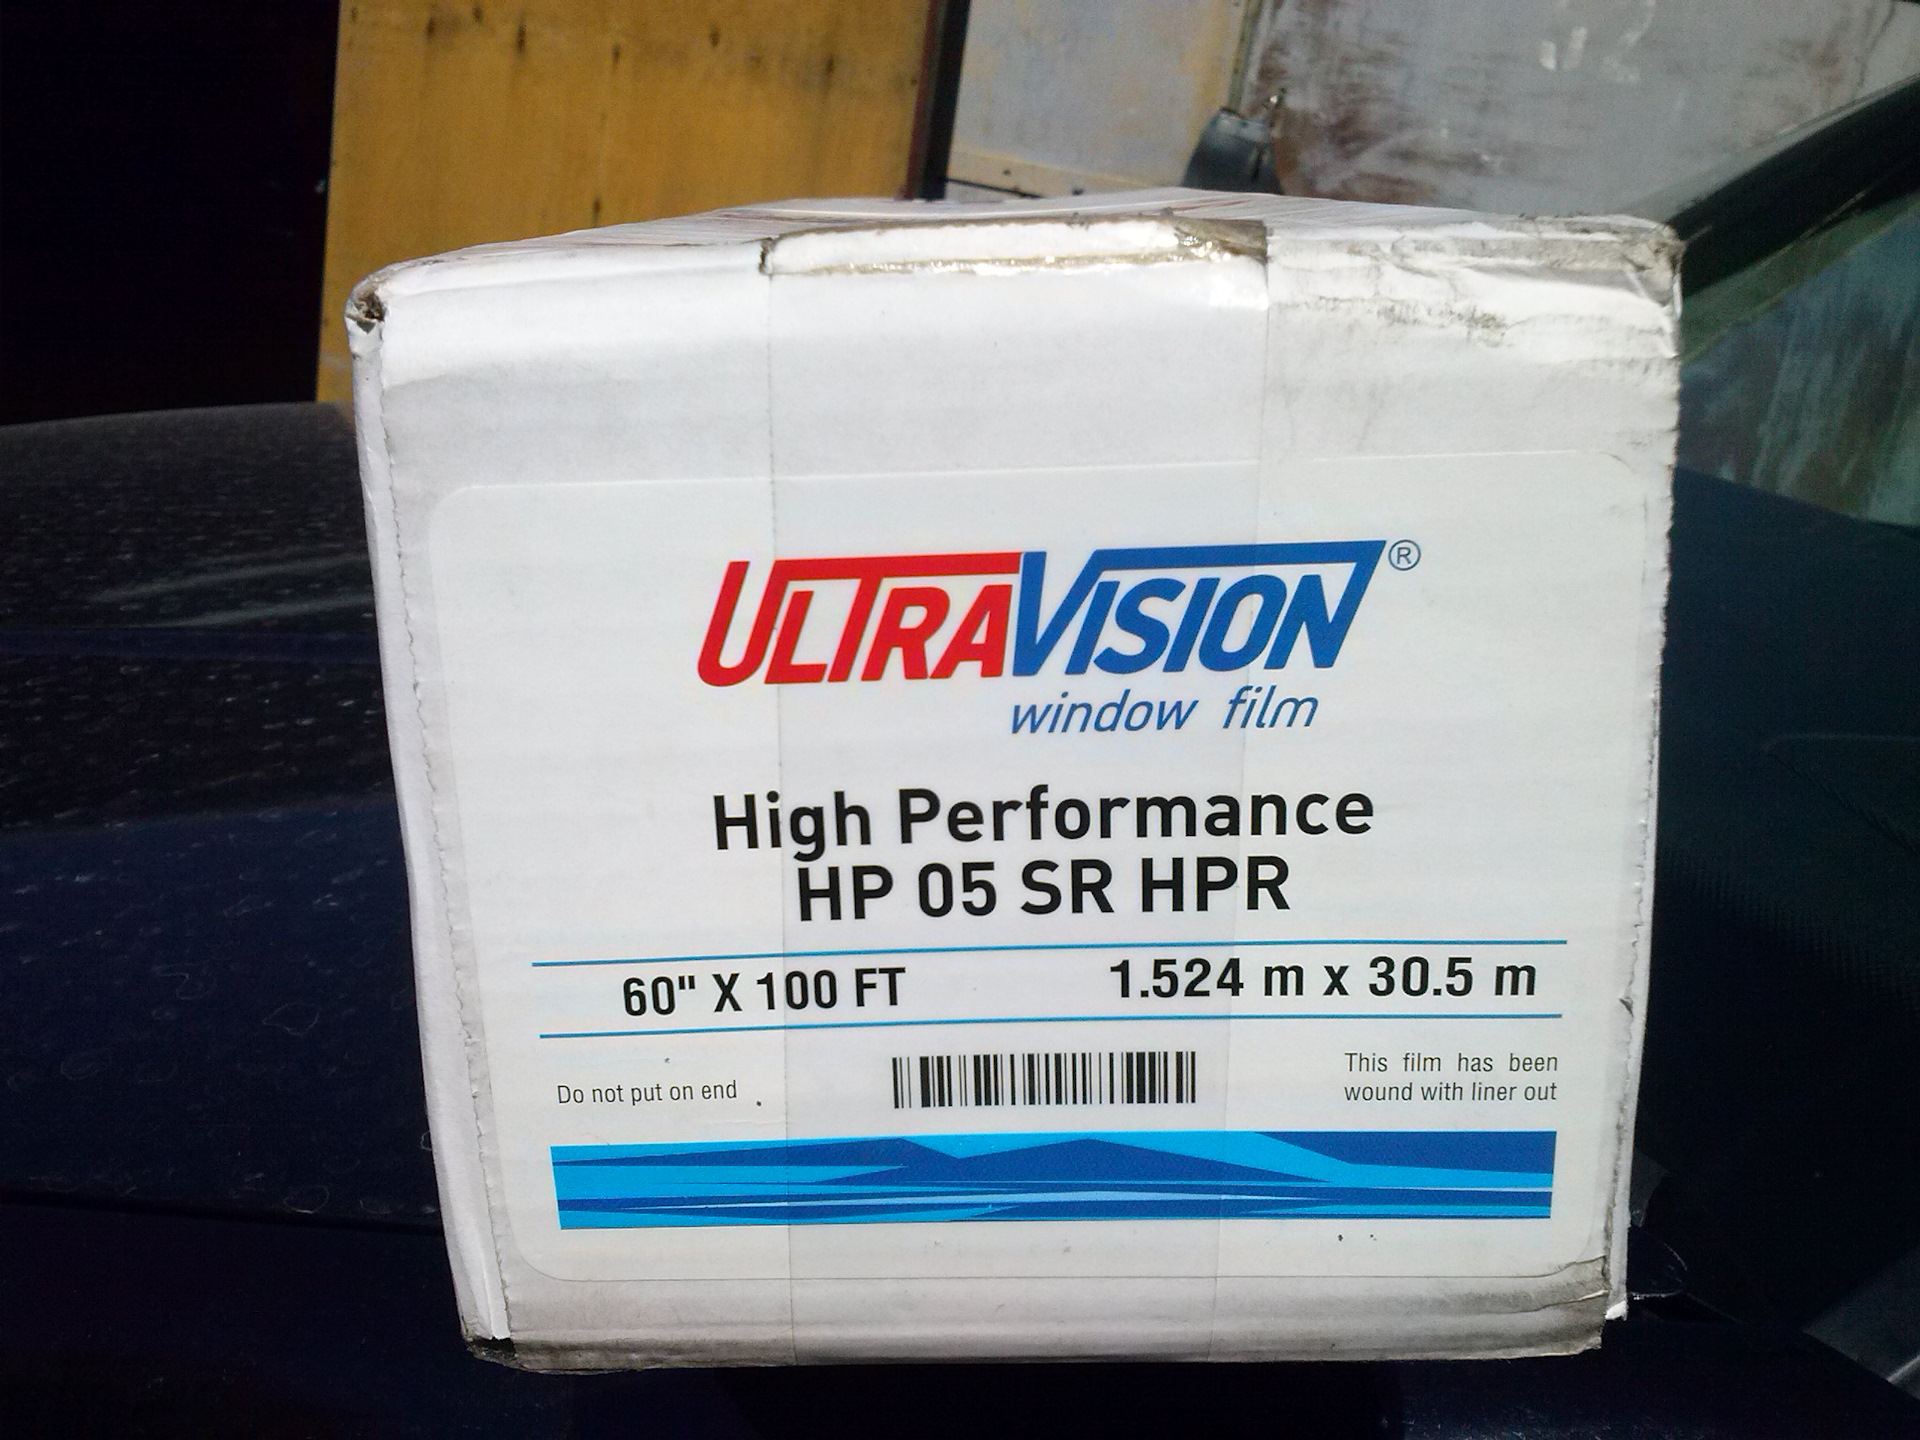 ULTRAVISION®
window film
High Performance
HP 05 SR HPR
60" X 100 FT 1.524 m x 30.5 m
Do not put on end
This film has been
wound with liner out